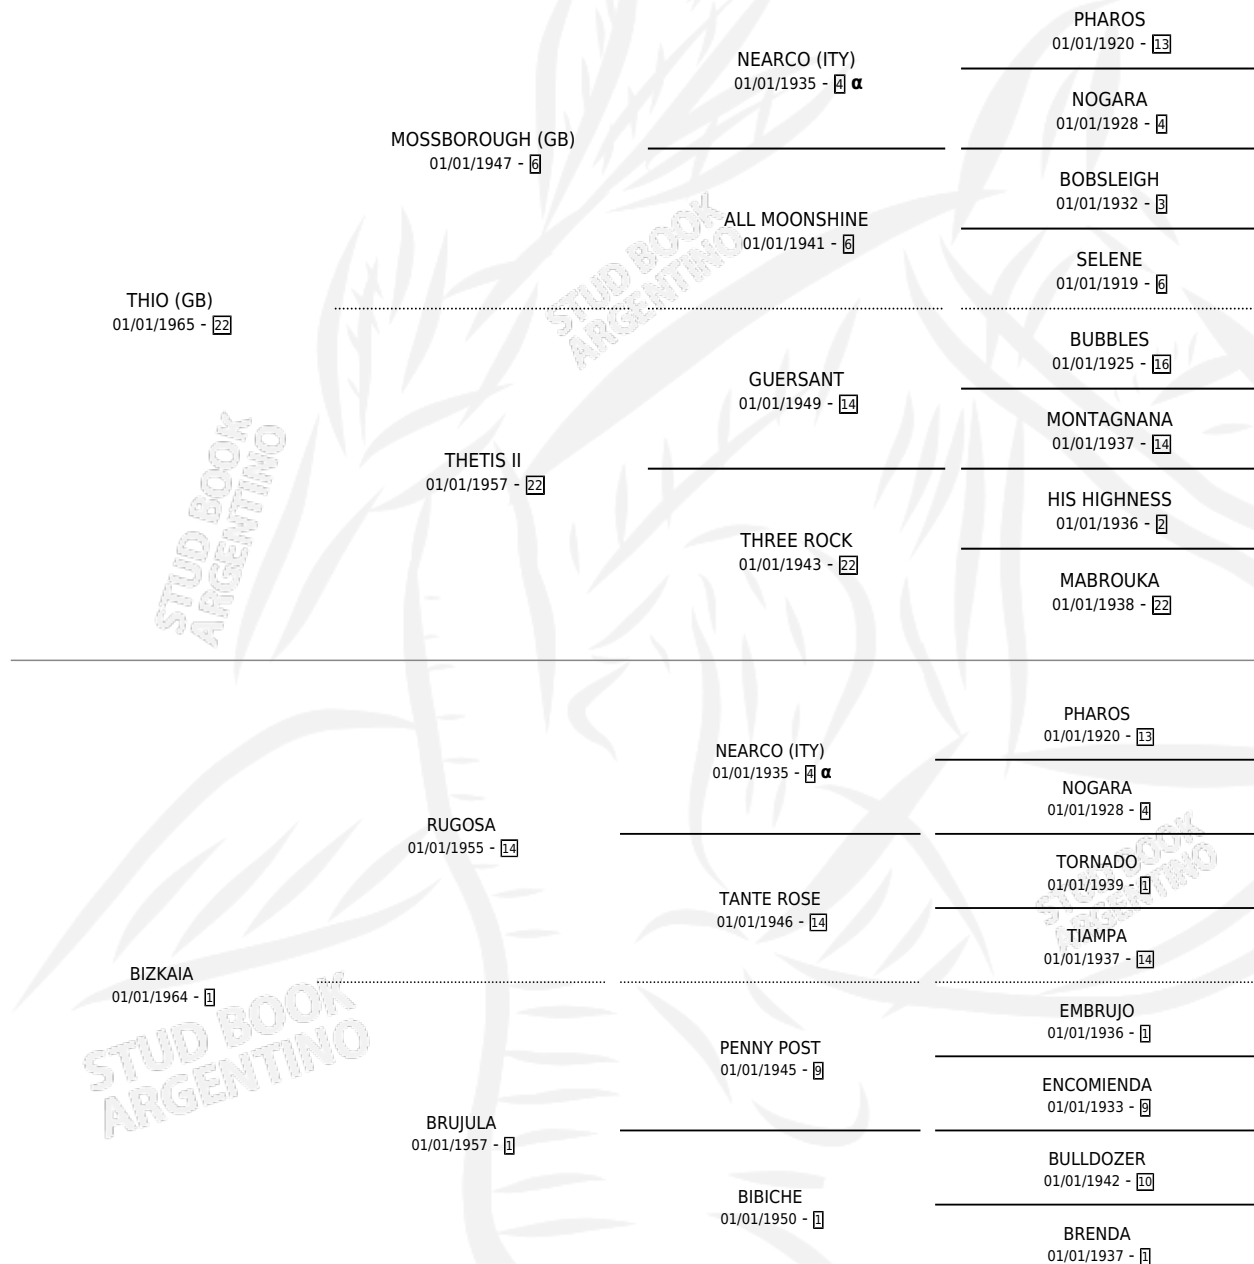 PHAROS
01/01/1920 - 13
NEARCO (ITY)
01/01/1935 - 4 α
NOGARA
01/01/1928 - 4
MOSSBOROUGH (GB)
01/01/1947 - 6
BOBSLEIGH
01/01/1932 - 3
ALL MOONSHINE
01/01/1941 - 6
SELENE
01/01/1919 - 6
STUD BOOK
ARGENTINO
THIO (GB)
01/01/1965 - 22
BUBBLES
01/01/1925 - 16
GUERSANT
01/01/1949 - 14
MONTAGNANA
01/01/1937 - 14
THETIS II
01/01/1957 - 22
HIS HIGHNESS
01/01/1936 - 2
THREE ROCK
01/01/1943 - 22
MABROUKA
01/01/1938 - 22
STUD BOOK
ARGENTINO
PHAROS
01/01/1920 - 13
NEARCO (ITY)
01/01/1935 - 4 α
NOGARA
01/01/1928 - 4
RUGOSA
01/01/1955 - 14
TORNADO
01/01/1939 - 1
TANTE ROSE
01/01/1946 - 14
TIAMPA
01/01/1937 - 14
STUD BOOK
ARGENTINO
BIZKAIA
01/01/1964 - 1
EMBRUJO
01/01/1936 - 1
PENNY POST
01/01/1945 - 9
ENCOMIENDA
01/01/1933 - 9
STUD BOOK
ARGENTINO
BRUJULA
01/01/1957 - 1
BULLDOZER
01/01/1942 - 10
BIBICHE
01/01/1950 - 1
BRENDA
01/01/1937 - 1